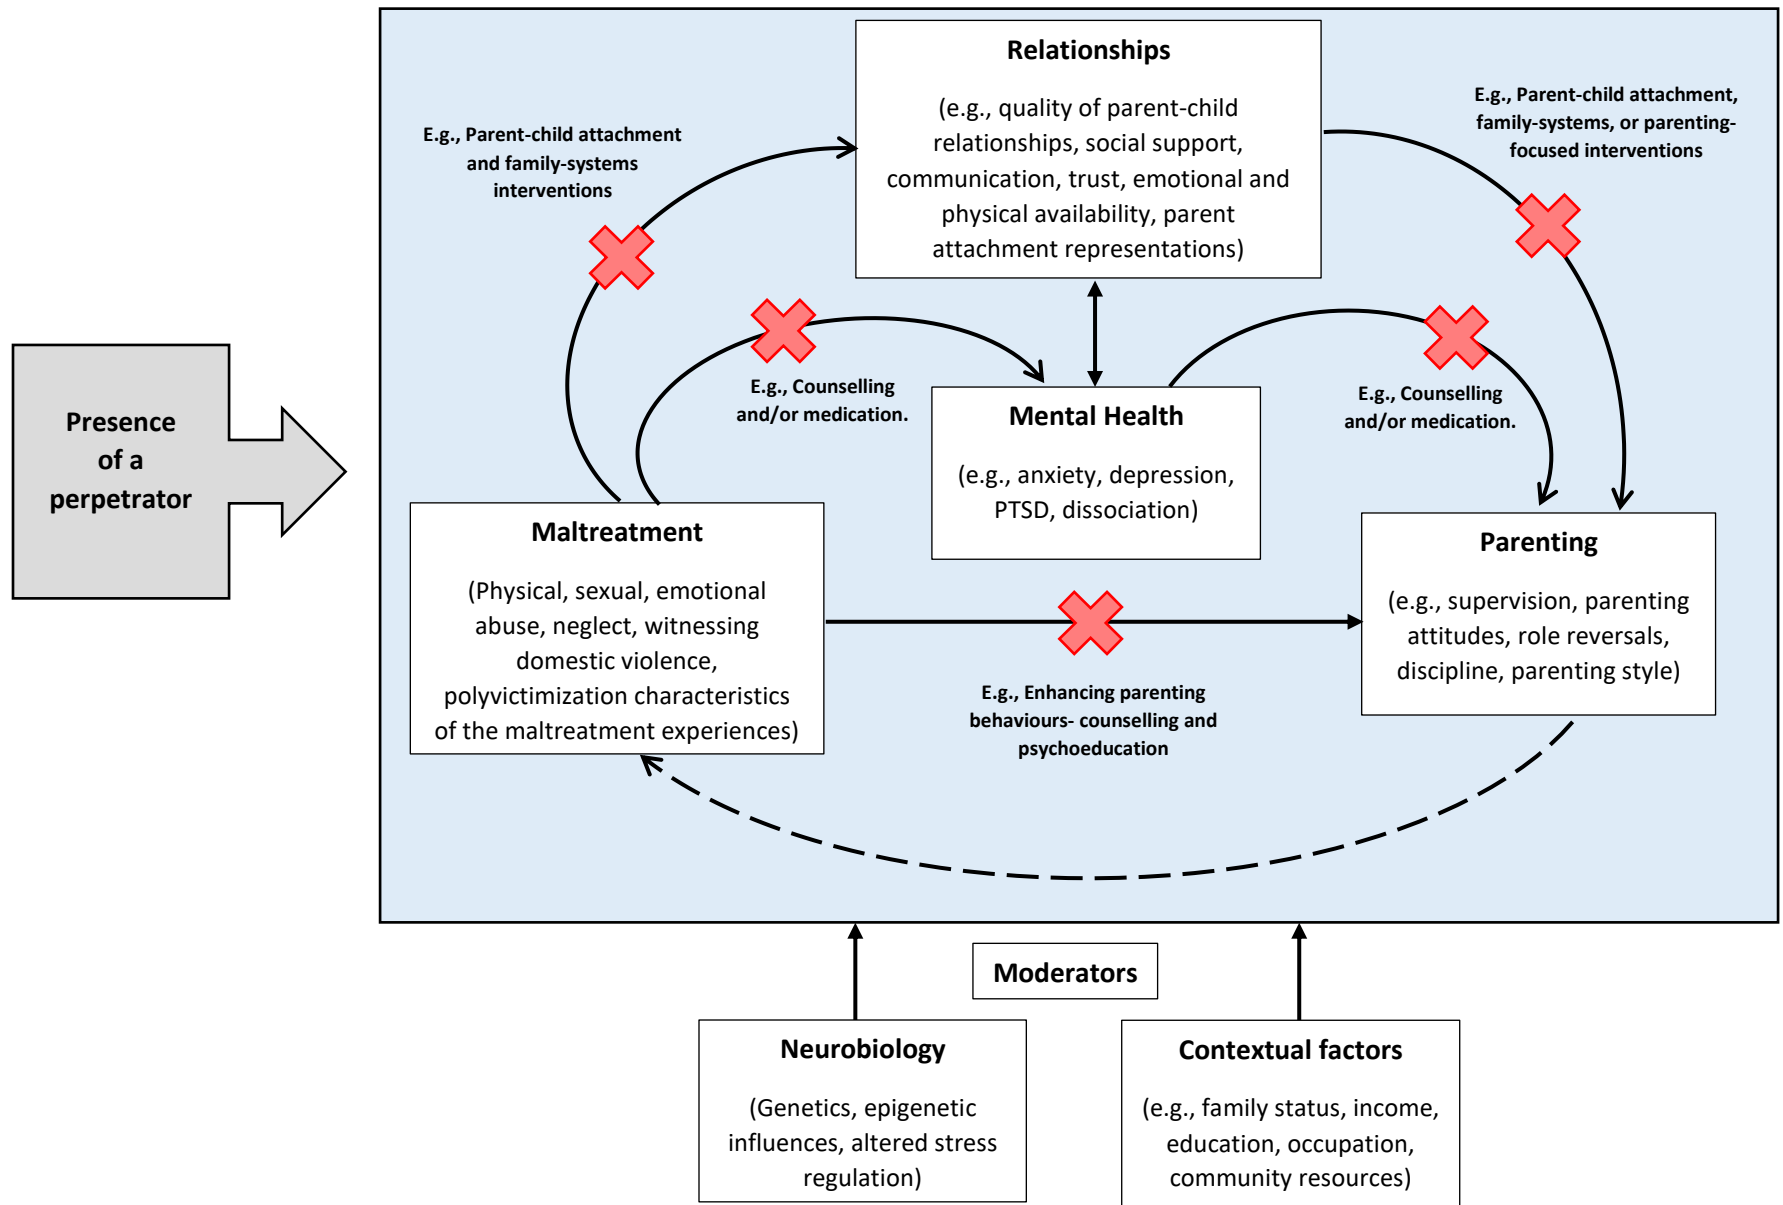 Relationships
(e.g., quality of parent-child
relationships, social support,
communication, trust, emotional and
physical availability, parent
attachment representations)
E.g., Parent-child attachment
and family-systems
interventions
E.g., Parent-child attachment,
family-systems, or parenting-
focused interventions
Presence
of a
perpetrator
E.g., Counselling
and/or medication.
Mental Health
(e.g., anxiety, depression,
PTSD, dissociation)
E.g., Counselling
and/or medication.
Maltreatment
(Physical, sexual, emotional
abuse, neglect, witnessing
domestic violence,
polyvictimization characteristics
of the maltreatment experiences)
Parenting
(e.g., supervision, parenting
attitudes, role reversals,
discipline, parenting style)
E.g., Enhancing parenting
behaviours- counselling and
psychoeducation
Moderators
Neurobiology
(Genetics, epigenetic
influences, altered stress
regulation)
Contextual factors
(e.g., family status, income,
education, occupation,
community resources)